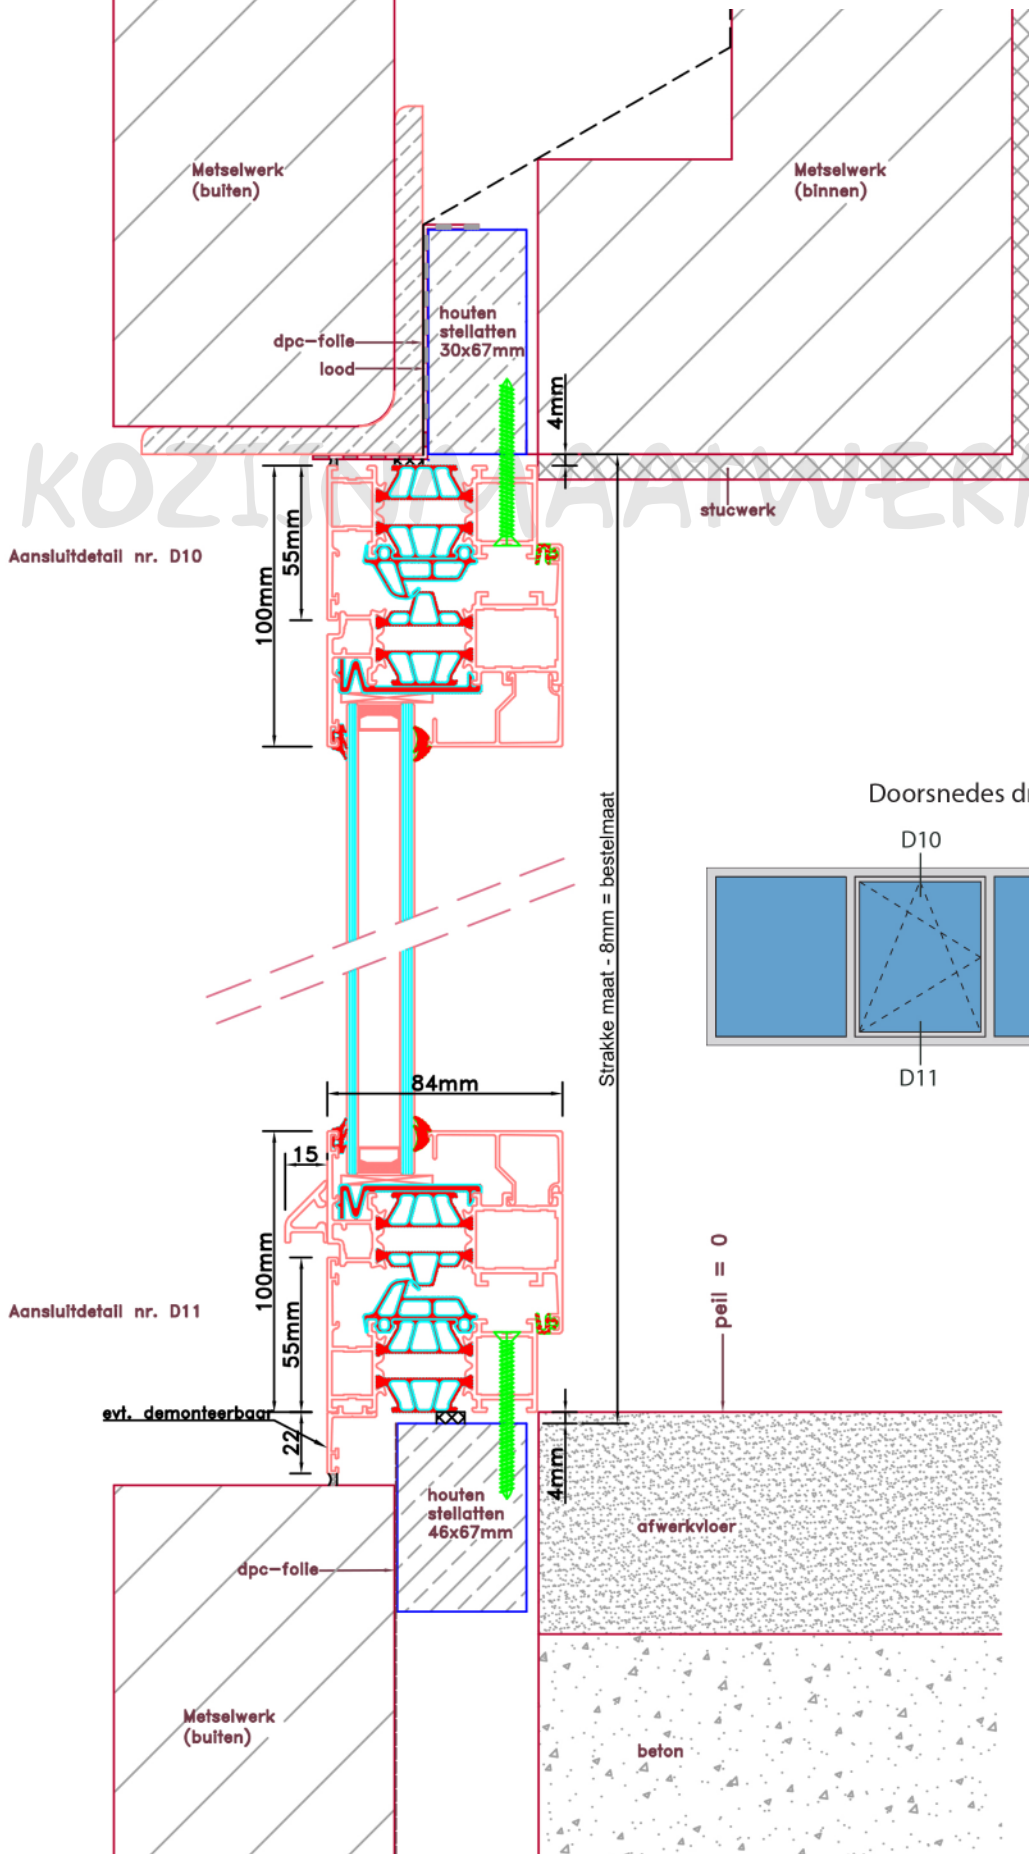 Metselwerk
(buiten)
Metselwerk
(binnen)
houten
stellatten
30x67mm
dpc-folie
lood
4mm
KOZIJNMAATWERK
stucwerk
Aansluitdetail nr. D10
55mm
100mm
Doorsnedes
D10
D11
Strakke maat - 8mm = bestelmaat
84mm
15
100mm
55mm
peil = 0
Aansluitdetail nr. D11
evt. demonteerbaar
22
4mm
houten
stellatten
46x67mm
afwerkvloer
dpc-folie
Metselwerk
(buiten)
beton